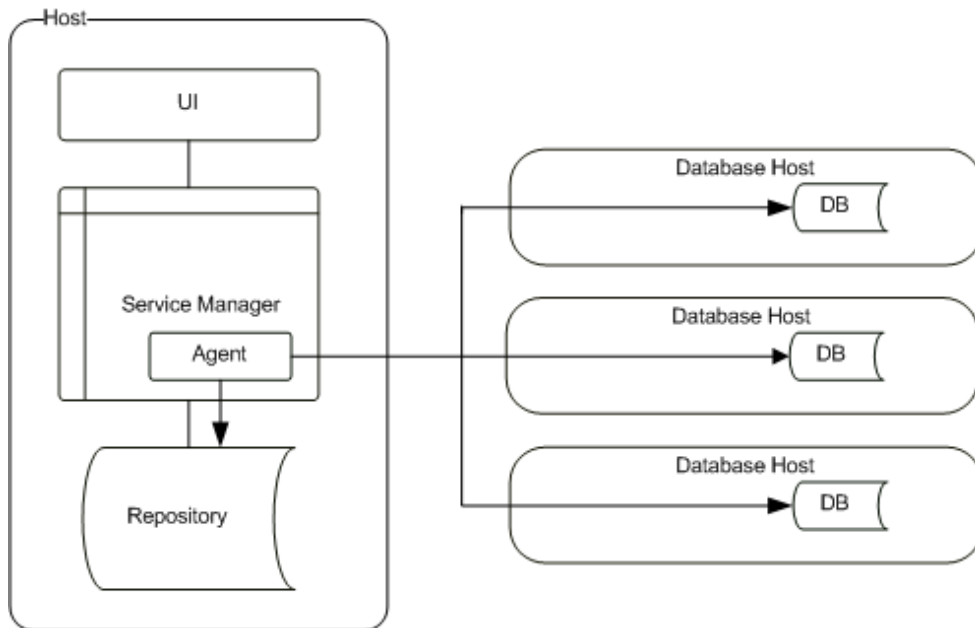 Host
UI
Service Manager
Agent
Repository
Database Host
DB
Database Host
DB
Database Host
DB